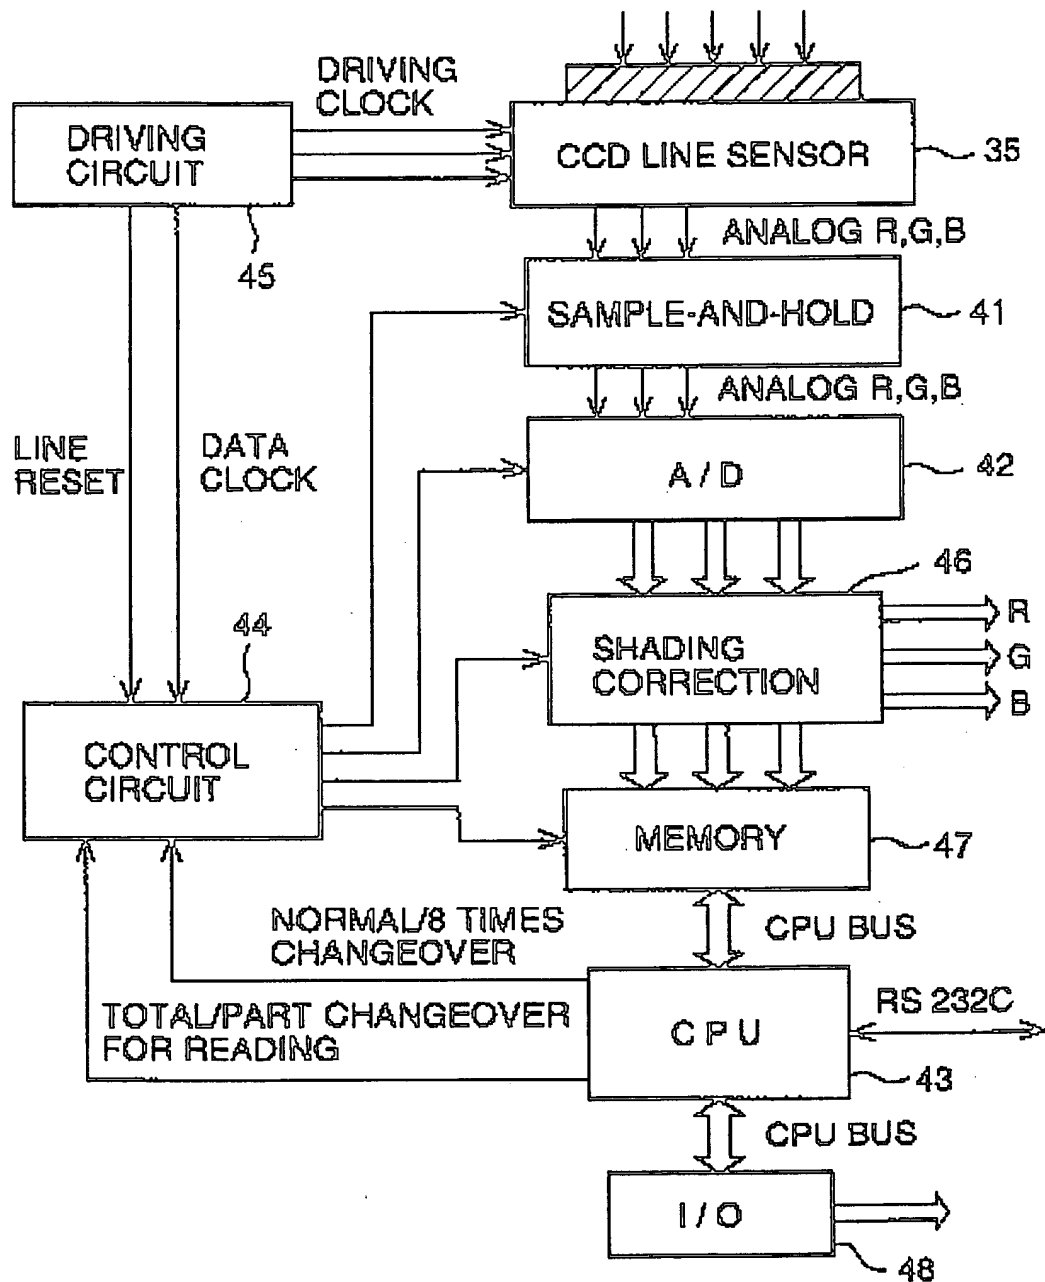 DRIVING
CLOCK
DRIVING
CIRCUIT
45
CCD LINE SENSOR
35
ANALOG R,G,B
SAMPLE-AND-HOLD
41
ANALOG R,G,B
LINE
RESET
DATA
CLOCK
A / D
42
46
SHADING
CORRECTION
R
G
B
44
CONTROL
CIRCUIT
MEMORY
47
NORMAL/8 TIMES
CHANGEOVER
CPU BUS
TOTAL/PART CHANGEOVER
FOR READING
C P U
RS 232C
43
CPU BUS
I / O
48